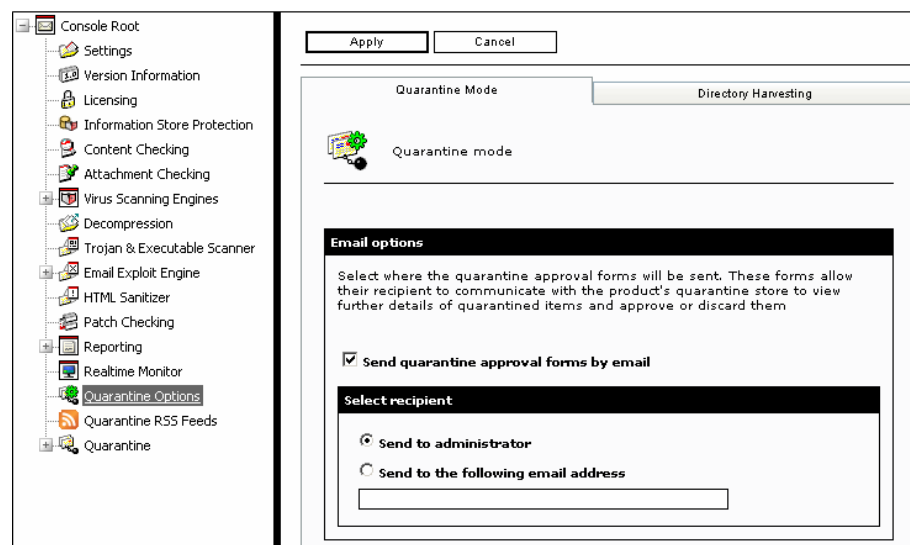 Console Root
Settings
Version Information
Licensing
Information Store Protection
Content Checking
Attachment Checking
Virus Scanning Engines
Decompression
Trojan & Executable Scanner
Email Exploit Engine
HTML Sanitizer
Patch Checking
Reporting
Realtime Monitor
Quarantine Options
Quarantine RSS Feeds
Quarantine
Apply
Cancel
Quarantine Mode
Directory Harvesting
Quarantine mode
Email options
Select where the quarantine approval forms will be sent. These forms allow
their recipient to communicate with the product's quarantine store to view
further details of quarantined items and approve or discard them
Send quarantine approval forms by email
Select recipient
Send to administrator
Send to the following email address